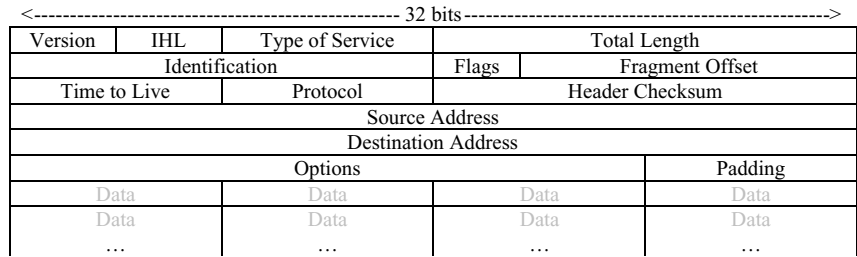 <--------------------------------------------- 32 bits--------------------------------------------->
Version IHL Type of Service Total Length
Identification Flags Fragment Offset
Time to Live Protocol Header Checksum
Source Address
Destination Address
Options Padding
Data Data Data Data
Data Data Data Data
… … … …